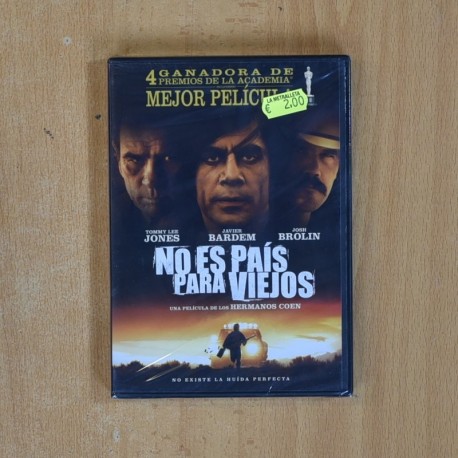 4 GANADORA DE
PREMIOS DE LA ACADEMIA
MEJOR PELÍCUL
LA METRALLETA
€ 2,00
TOMMY LEE JONES
JAVIER BARDEM
JOSH BROLIN
NO ES PAÍS
PARA VIEJOS
UNA PELÍCULA DE LOS HERMANOS COEN
NO EXISTE LA HUÍDA PERFECTA